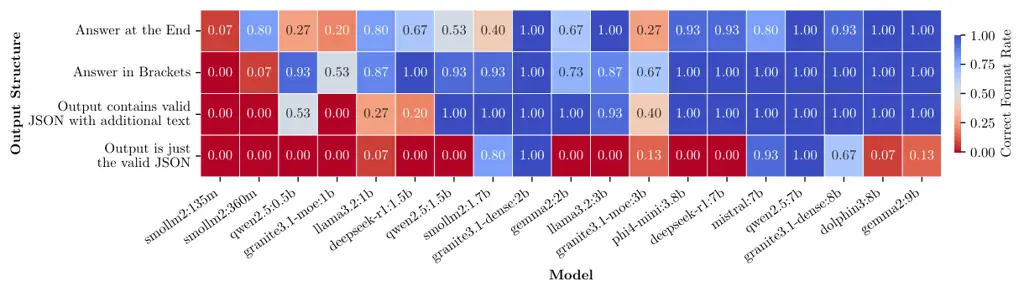 Output Structure
Answer at the End
0.07 0.80 0.27 0.20 0.80 0.67 0.53 0.40 1.00 0.67 1.00 0.27 0.93 0.93 0.80 1.00 0.93 1.00 1.00
Answer in Brackets
0.00 0.07 0.93 0.53 0.87 1.00 0.93 0.93 1.00 0.73 0.87 0.67 1.00 1.00 1.00 1.00 1.00 1.00 1.00
Output contains valid
JSON with additional text
0.00 0.00 0.53 0.00 0.27 0.20 1.00 1.00 1.00 1.00 0.93 0.40 1.00 1.00 1.00 1.00 1.00 1.00 1.00
Output is just
the valid JSON
0.00 0.00 0.00 0.00 0.07 0.00 0.00 0.80 1.00 0.00 0.00 0.13 0.00 0.00 0.93 1.00 0.67 0.07 0.13
smollm2:135m
smollm2:360m
qwen2.5:0.5b
granite3.1-moe:1b
llama3.2:1b
deepseek-r1:1.5b
qwen2.5:1.5b
smollm2:1.7b
granite3.1-dense:2b
gemma2:2b
llama3.2:3b
granite3.1-moe:3b
phi4-mini:3.8b
deepseek-r1:7b
mistral:7b
qwen2.5:7b
granite3.1-dense:8b
dolphin3:8b
gemma2:9b
Model
1.00
0.75
0.50
0.25
0.00
Correct Format Rate